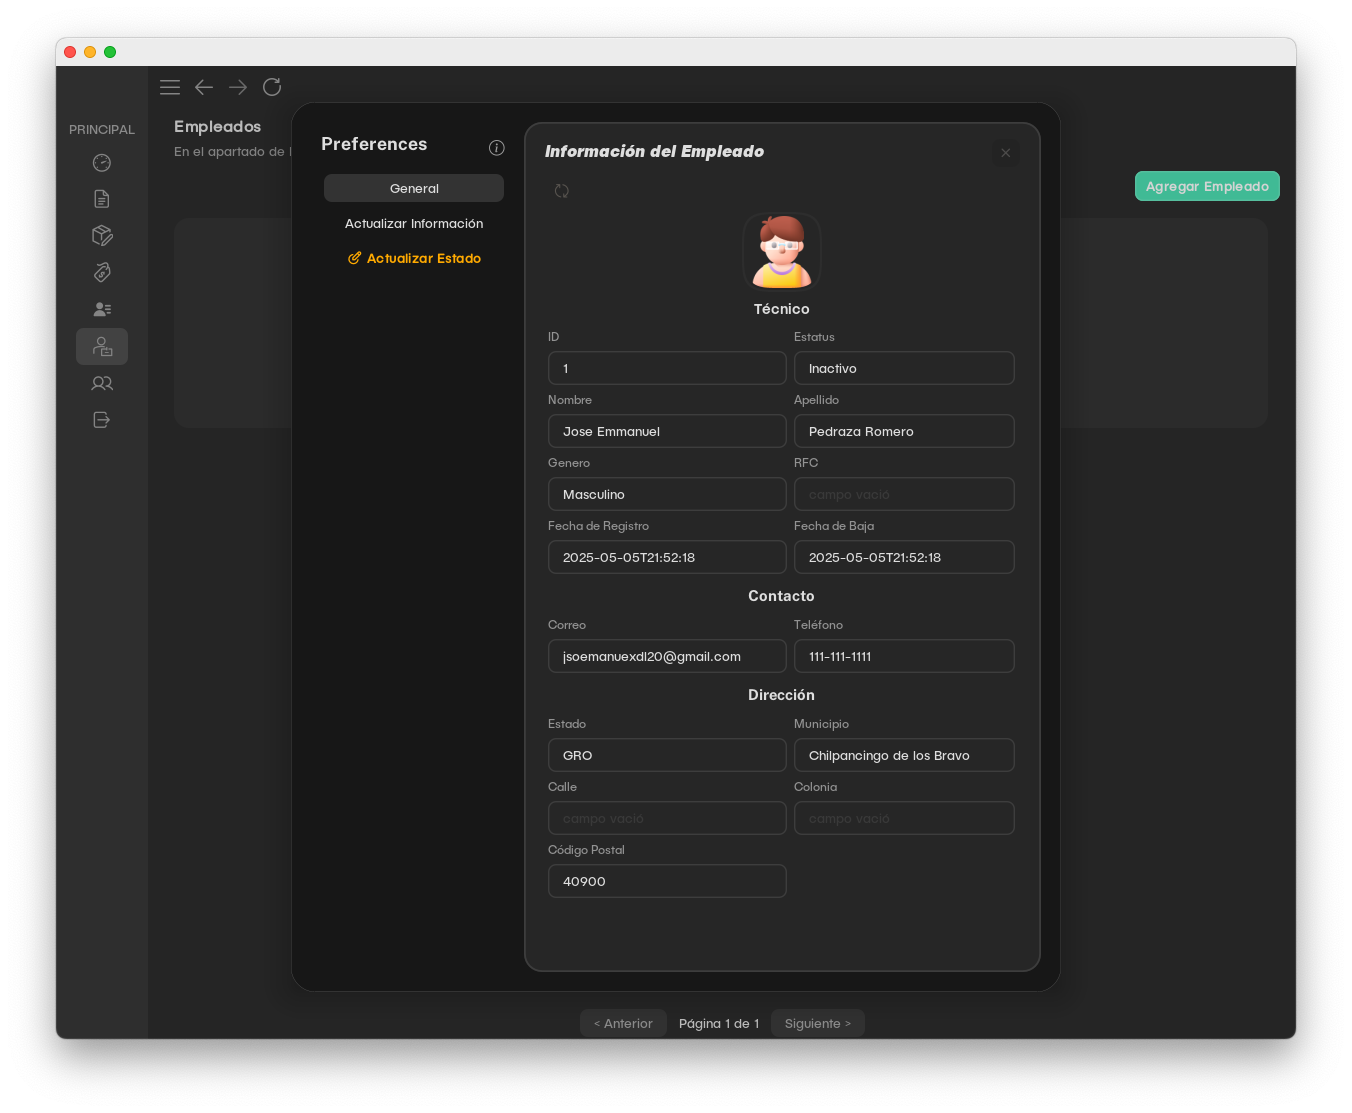 PRINCIPAL
Empleados
En el apartado de l
Agregar Empleado
Preferences
General
Actualizar Información
Actualizar Estado
Información del Empleado
Técnico
ID
Estatus
1
Inactivo
Nombre
Apellido
Jose Emmanuel
Pedraza Romero
Genero
RFC
Masculino
campo vació
Fecha de Registro
Fecha de Baja
2025-05-05T21:52:18
2025-05-05T21:52:18
Contacto
Correo
Teléfono
jsoemanuexdl20@gmail.com
111-111-1111
Dirección
Estado
Municipio
GRO
Chilpancingo de los Bravo
Calle
Colonia
campo vació
campo vació
Código Postal
40900
< Anterior
Página 1 de 1
Siguiente >